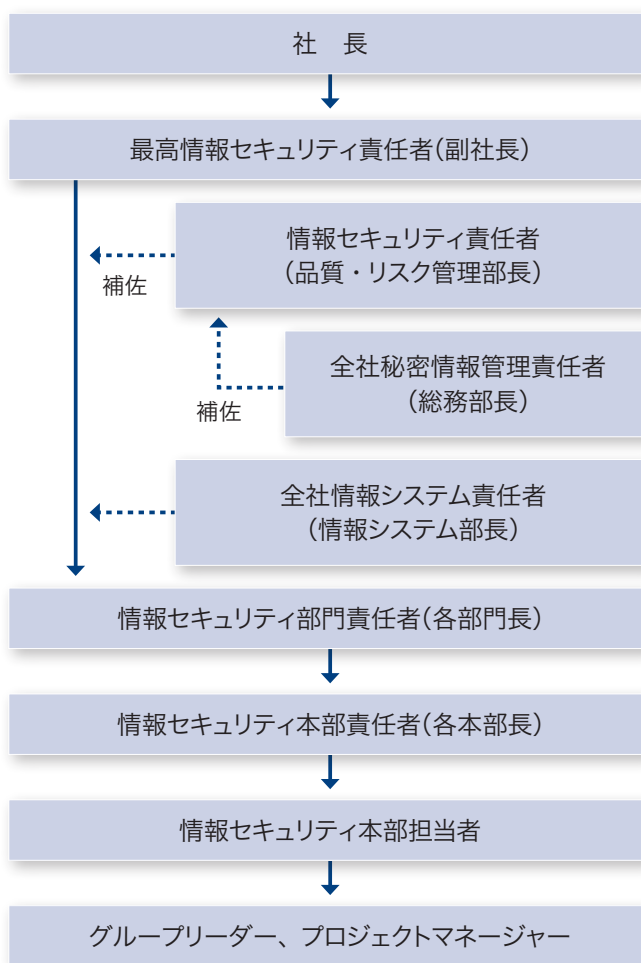 社　長
最高情報セキュリティ責任者(副社長)
情報セキュリティ責任者
(品質・リスク管理部長)
補佐
全社秘密情報管理責任者
(総務部長)
補佐
全社情報システム責任者
(情報システム部長)
情報セキュリティ部門責任者(各部門長)
情報セキュリティ本部責任者(各本部長)
情報セキュリティ本部担当者
グループリーダー、プロジェクトマネージャー